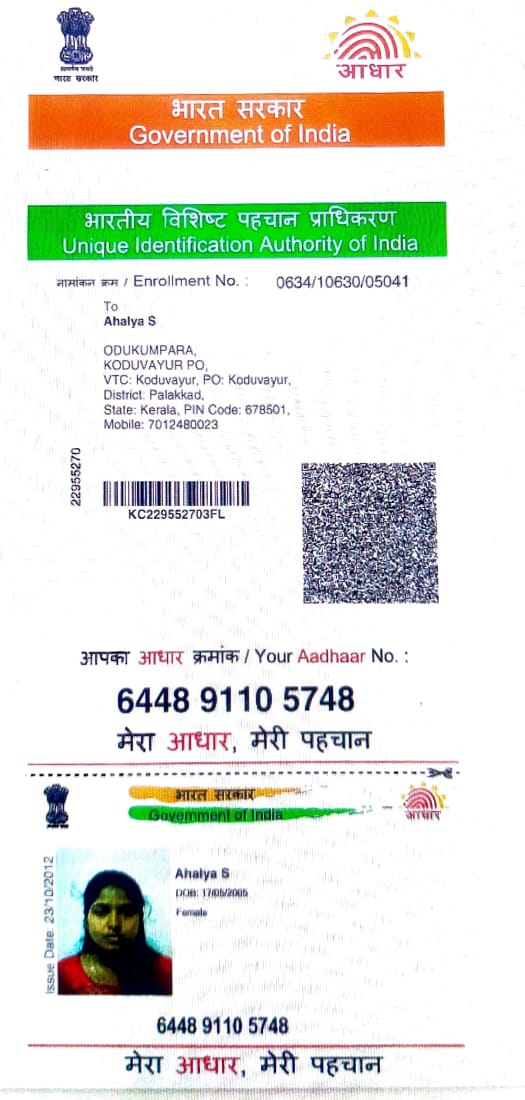 भारत सरकार
आधार
भारत सरकार
Government of India
भारतीय विशिष्ट पहचान प्राधिकरण
Unique Identification Authority of India
नामांकन क्रम / Enrollment No. : 0634/10630/05041
To
Ahalya S
ODUKUMPARA,
KODUVAYUR PO,
VTC: Koduvayur, PO: Koduvayur,
District: Palakkad,
State: Kerala, PIN Code: 678501,
Mobile: 7012480023
22955270
KC229552703FL
आपका आधार क्रमांक / Your Aadhaar No. :
6448 9110 5748
मेरा आधार, मेरी पहचान
भारत सरकार
Government of India
आधार
Issue Date: 23/10/2012
Ahalya S
DOB: 17/05/2005
Female
6448 9110 5748
मेरा आधार, मेरी पहचान